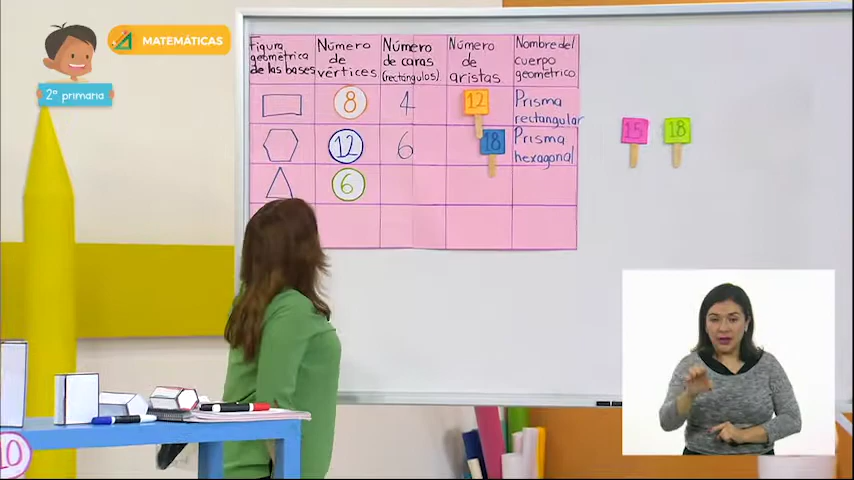 MATEMÁTICAS
2° primaria
Figura geométrica de las bases
Número de vértices
Número de caras (rectángulos)
Número de aristas
Nombre del cuerpo geométrico
8 4 12 Prisma rectangular
12 6 18 Prisma hexagonal
6
15 18
10